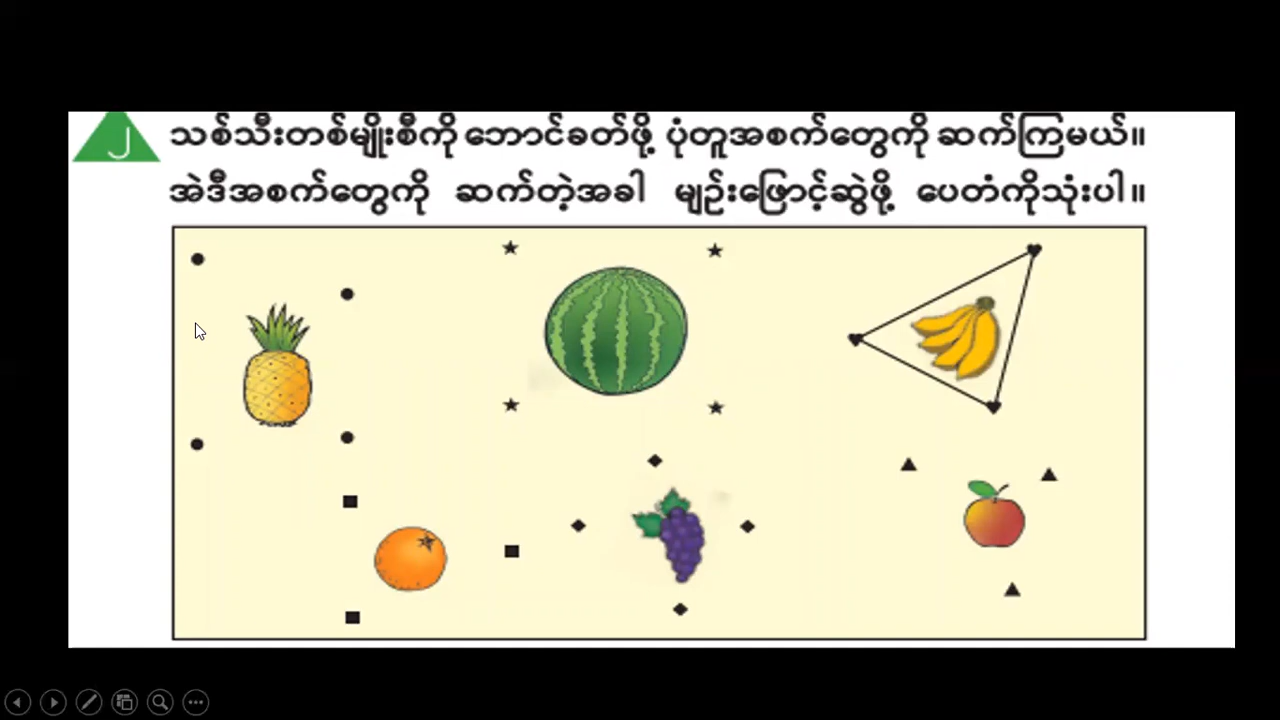 ၂ သစ်သီးတစ်မျိုးစီကို ဘောင်ခတ်ဖို့ ပုံတူအစက်တွေကို ဆက်ကြမယ်။
အဲဒီအစက်တွေကို ဆက်တဲ့အခါ မျဉ်းဖြောင့်ဆွဲဖို့ ပေတံကိုသုံးပါ။